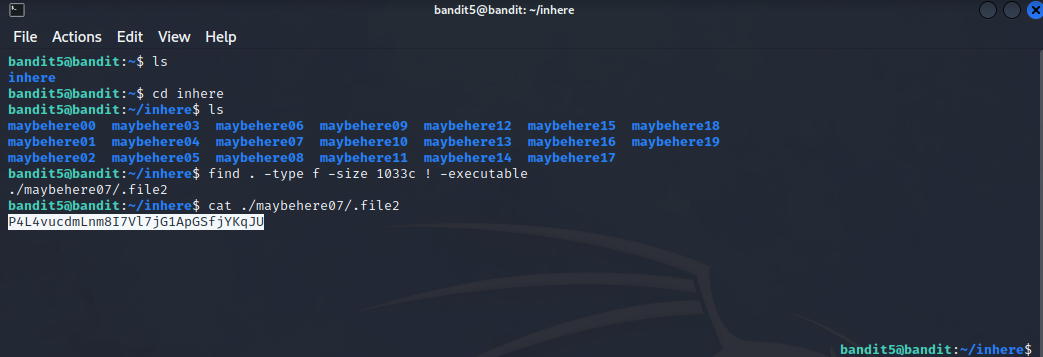 bandit5@bandit: ~/inhere
File Actions Edit View Help
bandit5@bandit:~$ ls
inhere
bandit5@bandit:~$ cd inhere
bandit5@bandit:~/inhere$ ls
maybehere00 maybehere03 maybehere06 maybehere09 maybehere12 maybehere15 maybehere18
maybehere01 maybehere04 maybehere07 maybehere10 maybehere13 maybehere16 maybehere19
maybehere02 maybehere05 maybehere08 maybehere11 maybehere14 maybehere17
bandit5@bandit:~/inhere$ find . -type f -size 1033c ! -executable
./maybehere07/.file2
bandit5@bandit:~/inhere$ cat ./maybehere07/.file2
P4L4vucdmLnm8I7Vl7jG1ApGSfjYKqJU
bandit5@bandit:~/inhere$